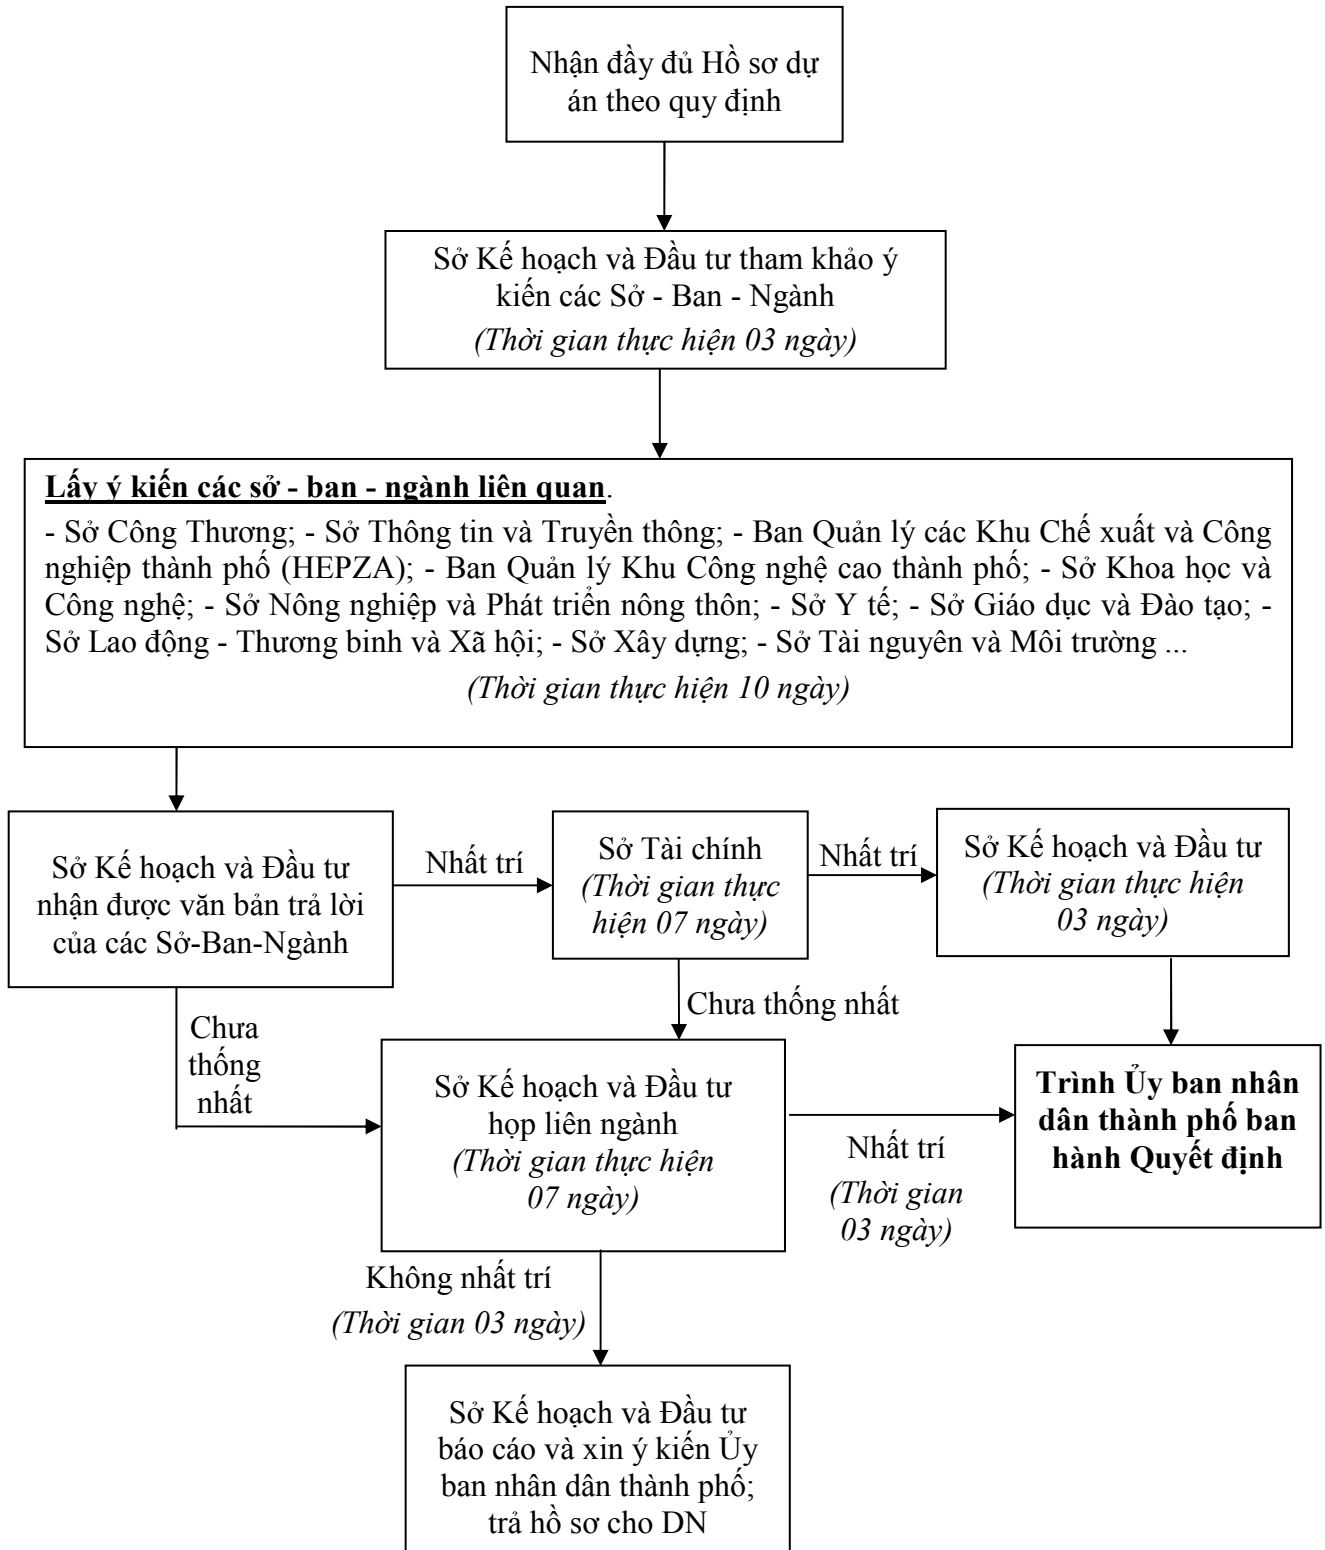 Nhận đầy đủ Hồ sơ dự
án theo quy định
Sở Kế hoạch và Đầu tư tham khảo ý
kiến các Sở - Ban - Ngành
(Thời gian thực hiện 03 ngày)
Lấy ý kiến các sở - ban - ngành liên quan.
- Sở Công Thương; - Sở Thông tin và Truyền thông; - Ban Quản lý các Khu Chế xuất và Công
nghiệp thành phố (HEPZA); - Ban Quản lý Khu Công nghệ cao thành phố; - Sở Khoa học và
Công nghệ; - Sở Nông nghiệp và Phát triển nông thôn; - Sở Y tế; - Sở Giáo dục và Đào tạo; -
Sở Lao động - Thương binh và Xã hội; - Sở Xây dựng; - Sở Tài nguyên và Môi trường ...
(Thời gian thực hiện 10 ngày)
Sở Kế hoạch và Đầu tư
nhận được văn bản trả lời
của các Sở-Ban-Ngành
Nhất trí
Sở Tài chính
(Thời gian thực
hiện 07 ngày)
Nhất trí
Sở Kế hoạch và Đầu tư
(Thời gian thực hiện
03 ngày)
Chưa
thống
nhất
Chưa thống nhất
Sở Kế hoạch và Đầu tư
họp liên ngành
(Thời gian thực hiện
07 ngày)
Nhất trí
(Thời gian
03 ngày)
Trình Ủy ban nhân
dân thành phố ban
hành Quyết định
Không nhất trí
(Thời gian 03 ngày)
Sở Kế hoạch và Đầu tư
báo cáo và xin ý kiến Ủy
ban nhân dân thành phố;
trả hồ sơ cho DN